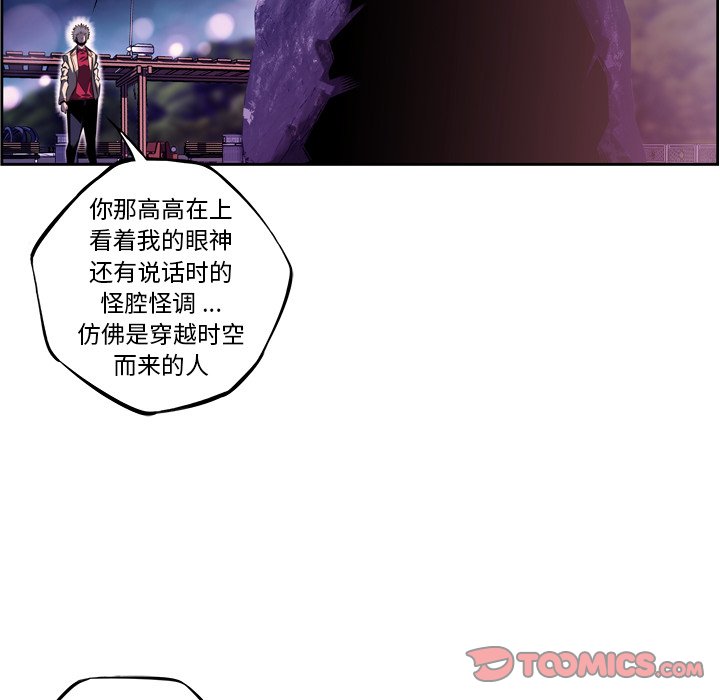 你那高高在上
看着我的眼神
还有说话时的
怪腔怪调...
仿佛是穿越时空
而来的人
TOOMICS.COM